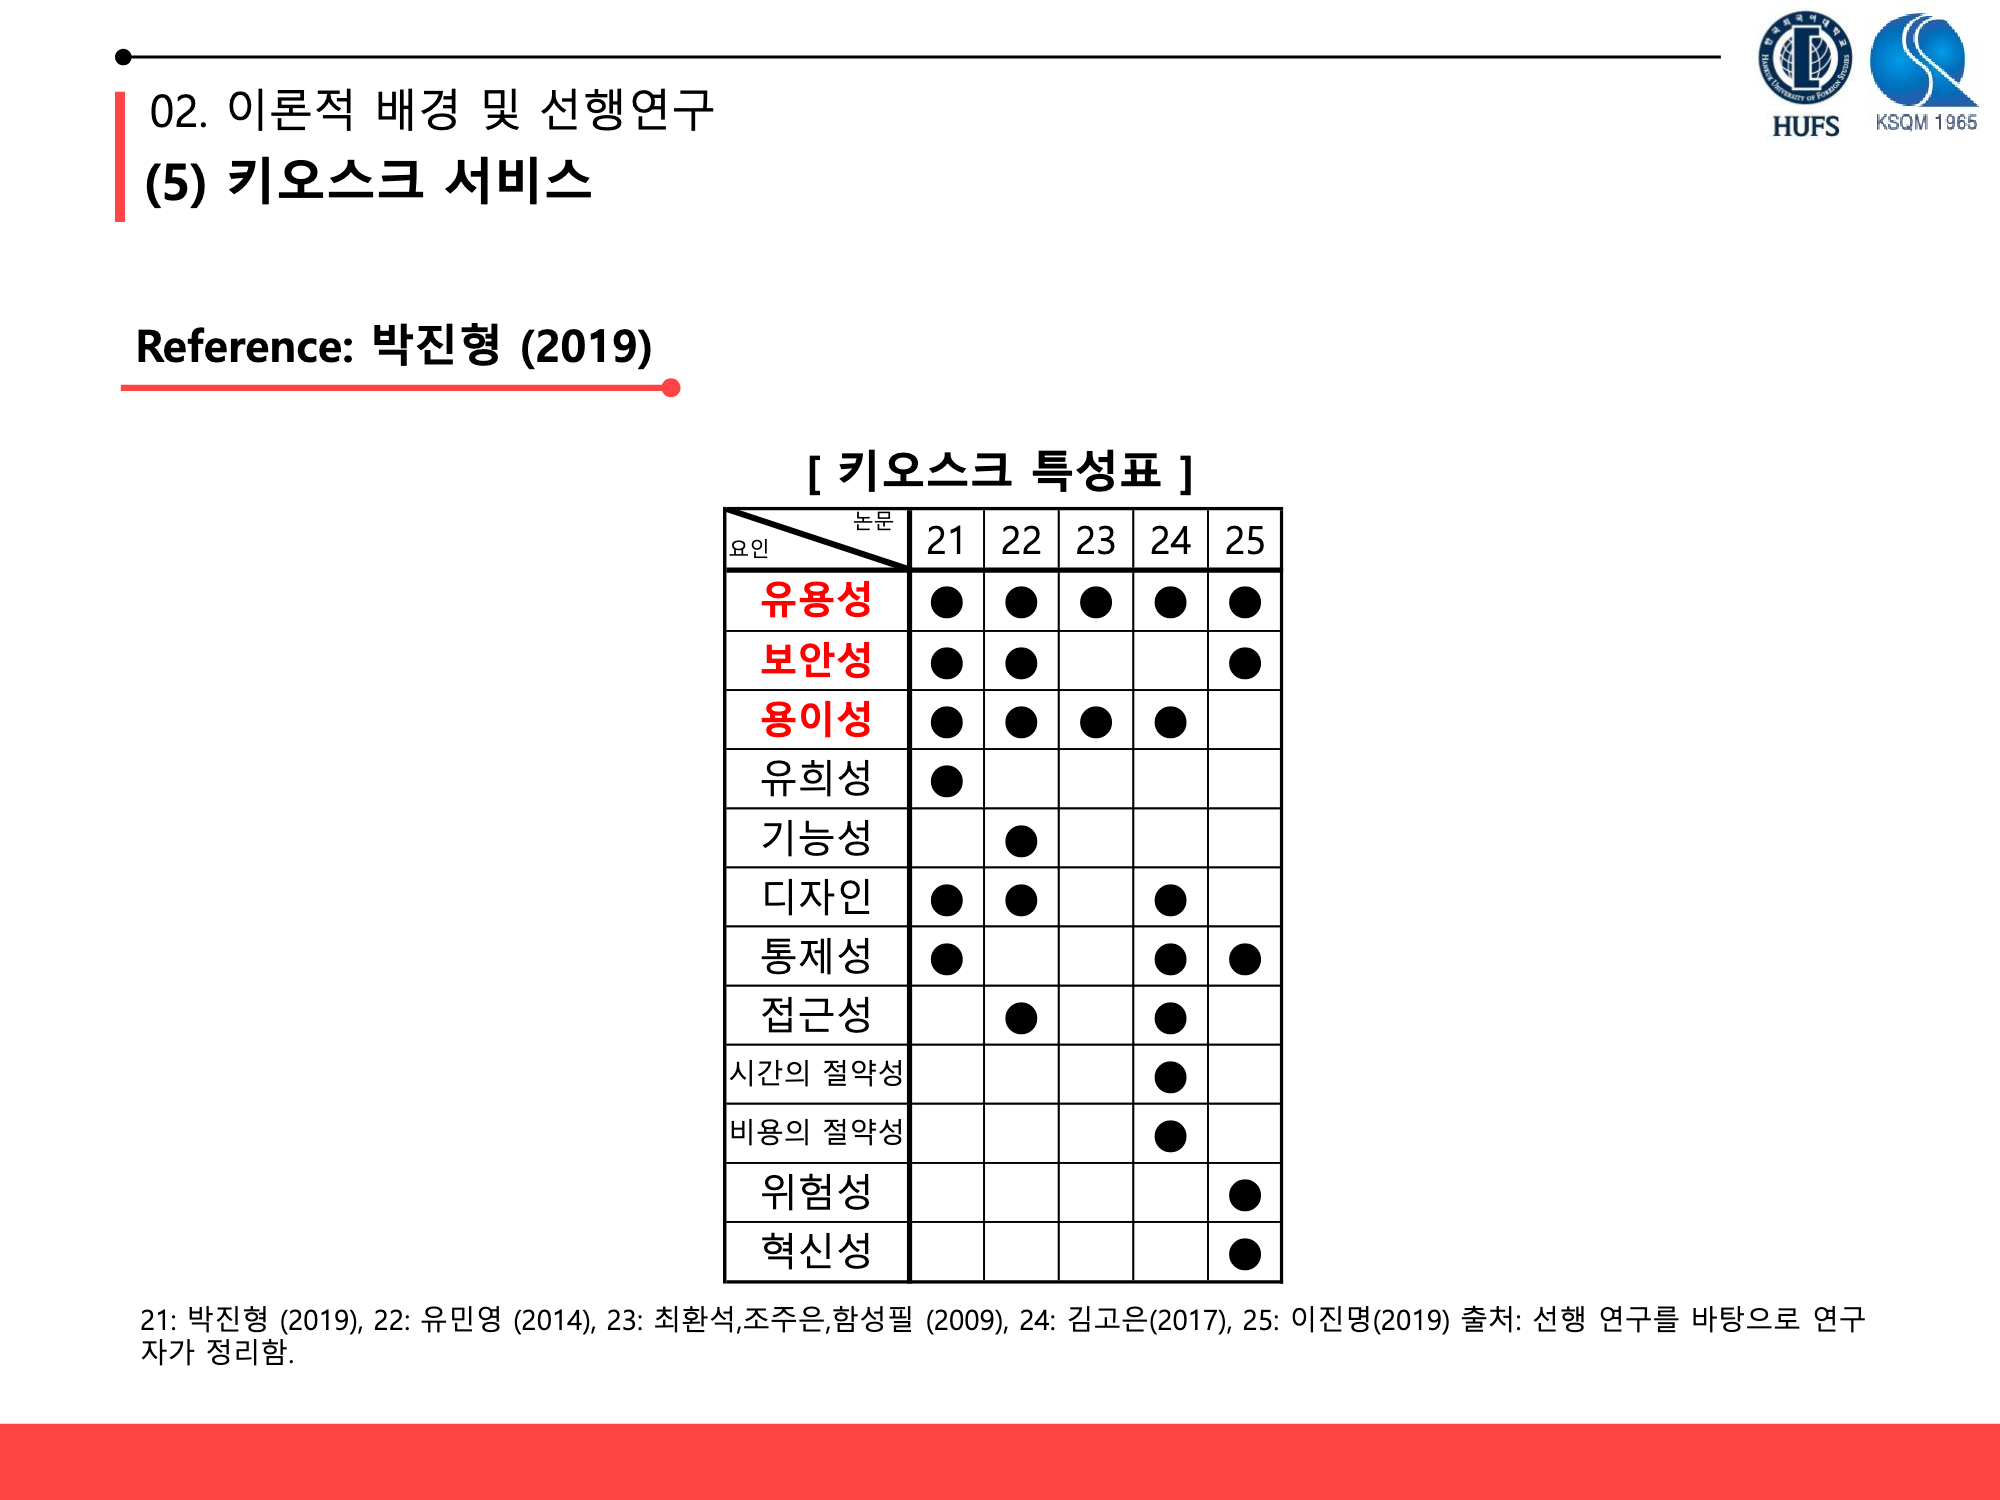 02. 이론적 배경 및 선행연구
(5) 키오스크 서비스
HUFS
KSQM 1965
Reference: 박진형 (2019)
[ 키오스크 특성표 ]
논문
요인
21 22 23 24 25
유용성 ● ● ● ● ●
보안성 ● ● ●
용이성 ● ● ● ●
유희성 ●
기능성 ●
디자인 ● ● ●
통제성 ● ● ●
접근성 ● ●
시간의 절약성 ●
비용의 절약성 ●
위험성 ●
혁신성 ●
21: 박진형 (2019), 22: 유민영 (2014), 23: 최환석,조주은,함성필 (2009), 24: 김고은(2017), 25: 이진명(2019) 출처: 선행 연구를 바탕으로 연구
자가 정리함.